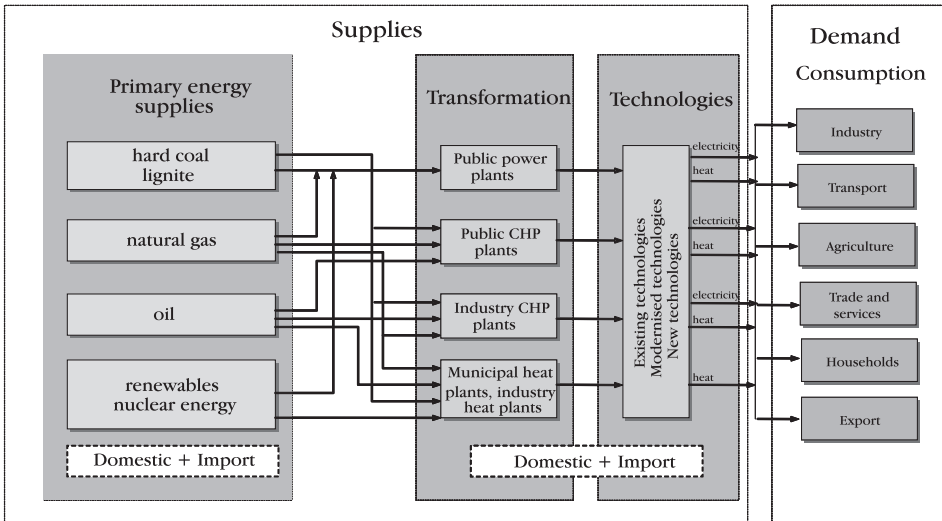 Supplies
Primary energy
supplies
hard coal
lignite
natural gas
oil
renewables
nuclear energy
Domestic + Import
Transformation
Public power
plants
Public CHP
plants
Industry CHP
plants
Municipal heat
plants, industry
heat plants
Technologies
Existing technologies
Modernised technologies
New technologies
Domestic + Import
electricity
heat
electricity
heat
electricity
heat
heat
Demand
Consumption
Industry
Transport
Agriculture
Trade and
services
Households
Export